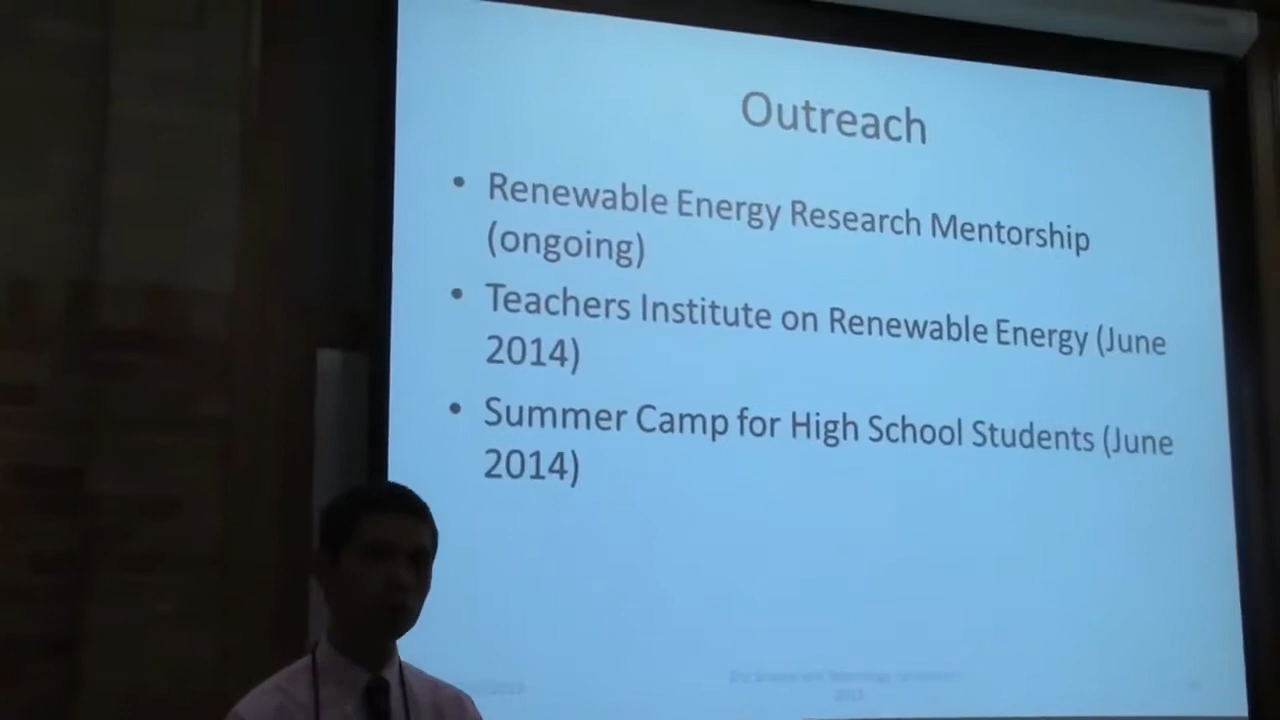 Outreach
• Renewable Energy Research Mentorship
(ongoing)
• Teachers Institute on Renewable Energy (June
2014)
• Summer Camp for High School Students (June
2014)
2013